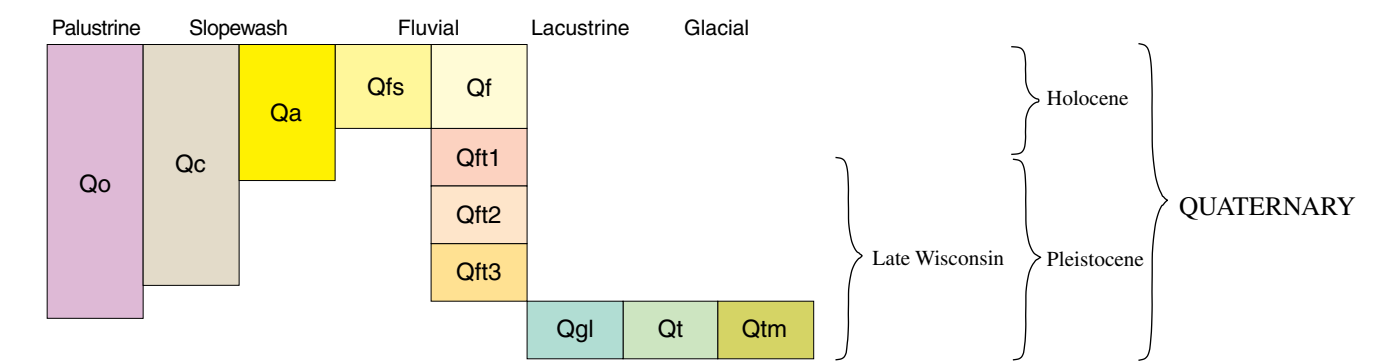 Palustrine Slopewash Fluvial Lacustrine Glacial
Qo
Qc
Qa
Qfs
Qf
Qft1
Qft2
Qft3
Qgl
Qt
Qtm
Holocene
Late Wisconsin
Pleistocene
QUATERNARY